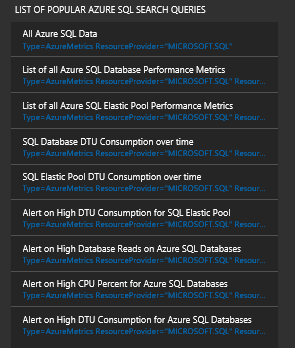 LIST OF POPULAR AZURE SQL SEARCH QUERIES
All Azure SQL Data
Type=AzureMetrics ResourceProvider="MICROSOFT.SQL"
List of all Azure SQL Database Performance Metrics
Type=AzureMetrics ResourceProvider="MICROSOFT.SQL" Resour...
List of all Azure SQL Elastic Pool Performance Metrics
Type=AzureMetrics ResourceProvider="MICROSOFT.SQL" Resour...
SQL Database DTU Consumption over time
Type=AzureMetrics ResourceProvider="MICROSOFT.SQL" Resour...
SQL Elastic Pool DTU Consumption over time
Type=AzureMetrics ResourceProvider="MICROSOFT.SQL" Resour...
Alert on High DTU Consumption for SQL Elastic Pool
Type=AzureMetrics ResourceProvider="MICROSOFT.SQL" Resour...
Alert on High Database Reads on Azure SQL Databases
Type=AzureMetrics ResourceProvider="MICROSOFT.SQL" Resour...
Alert on High CPU Percent for Azure SQL Databases
Type=AzureMetrics ResourceProvider="MICROSOFT.SQL" Resour...
Alert on High DTU Consumption for Azure SQL Databases
Type=AzureMetrics ResourceProvider="MICROSOFT.SQL" Resour...